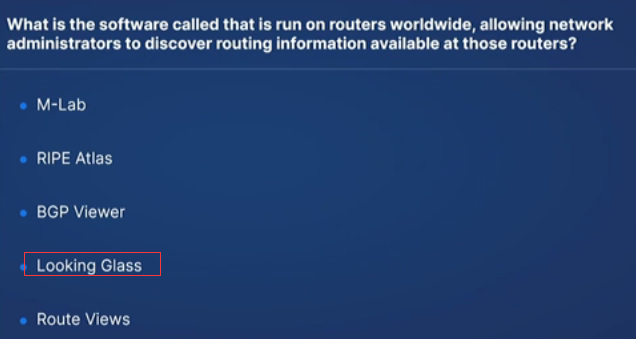 What is the software called that is run on routers worldwide, allowing network
administrators to discover routing information available at those routers?
M-Lab
RIPE Atlas
BGP Viewer
Looking Glass
Route Views